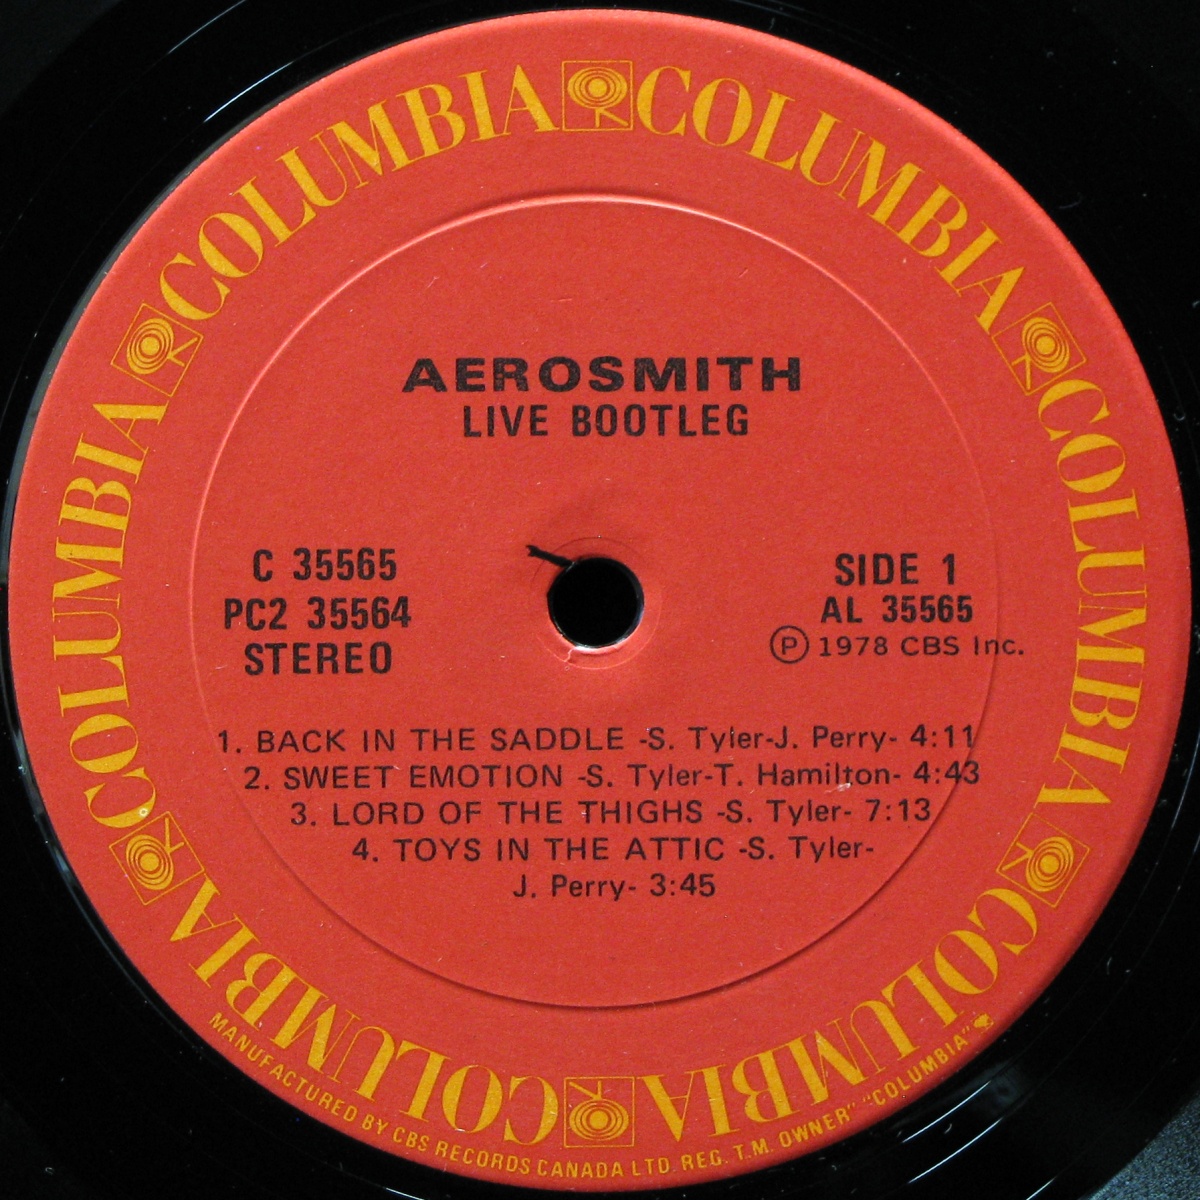 COLUMBIA COLUMBIA COLUMBIA COLUMBIA COLUMBIA COLUMBIA
AEROSMITH
LIVE BOOTLEG
C 35565
PC2 35564
STEREO
SIDE 1
AL 35565
Ⓟ 1978 CBS Inc.
1. BACK IN THE SADDLE -S. Tyler-J. Perry- 4:11
2. SWEET EMOTION -S. Tyler-T. Hamilton- 4:43
3. LORD OF THE THIGHS -S. Tyler- 7:13
4. TOYS IN THE ATTIC -S. Tyler-
J. Perry- 3:45
MANUFACTURED BY CBS RECORDS CANADA LTD. REG. T.M. OWNER" "COLUMBIA"